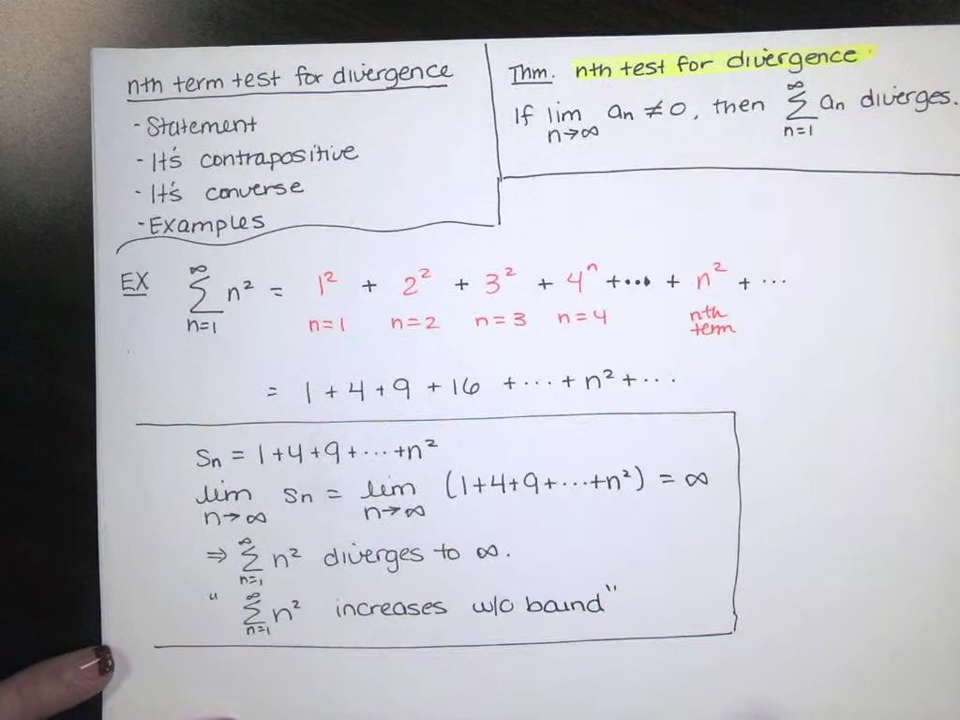 nth term test for divergence
- Statement
- It's contrapositive
- It's converse
- Examples
Thm. nth test for divergence
If lim n→∞ an ≠ 0, then ∞ Σ n=1 an diverges.
EX ∞ Σ n=1 n² = 1² + 2² + 3² + 4ⁿ + ··· + n² + ···
n=1 n=2 n=3 n=4 nth term
= 1 + 4 + 9 + 16 + ··· + n² + ···
Sn = 1+4+9+···+n²
lim n→∞ Sn = lim n→∞ (1+4+9+···+n²) = ∞
⇒ ∞ Σ n=1 n² diverges to ∞.
" ∞ Σ n=1 n² increases w/o bound"